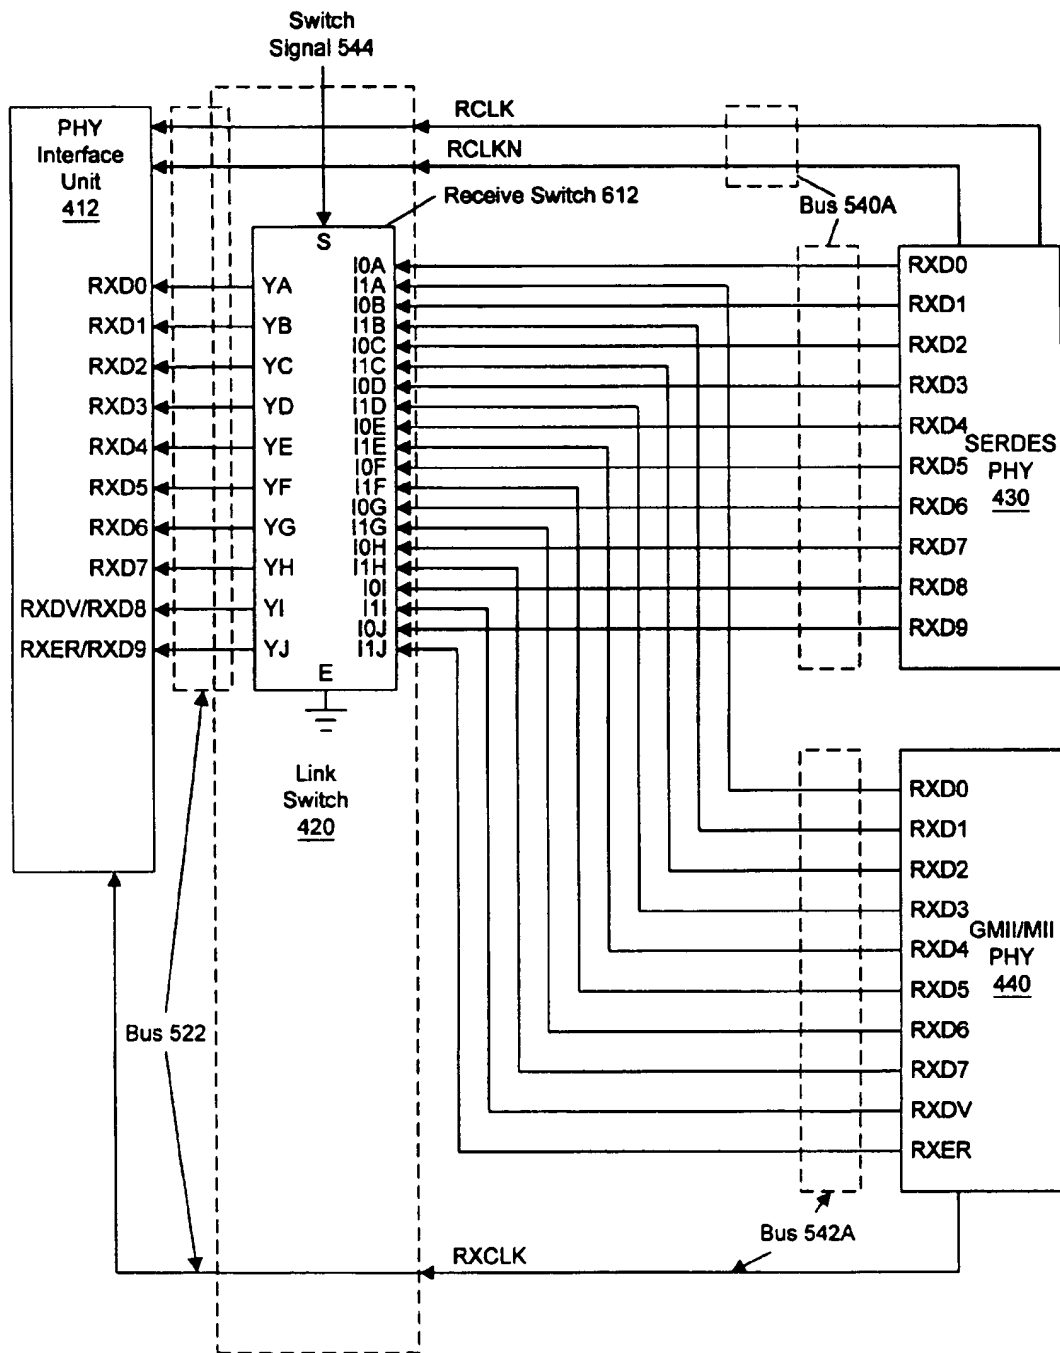 Switch
Signal 544
PHY
Interface
Unit
412
RCLK
RCLKN
Receive Switch 612
Bus 540A
S
RXD0
RXD1
RXD2
RXD3
RXD4
RXD5
RXD6
RXD7
RXDV/RXD8
RXER/RXD9
YA
YB
YC
YD
YE
YF
YG
YH
YI
YJ
E
I0A
I1A
I0B
I1B
I0C
I1C
I0D
I1D
I0E
I1E
I0F
I1F
I0G
I1G
I0H
I1H
I0I
I1I
I0J
I1J
RXD0
RXD1
RXD2
RXD3
RXD4
SERDES
RXD5
PHY
430
RXD6
RXD7
RXD8
RXD9
Link
Switch
420
RXD0
RXD1
RXD2
RXD3
GMII/MII
RXD4
PHY
440
RXD5
RXD6
RXD7
RXDV
RXER
Bus 522
Bus 542A
RXCLK